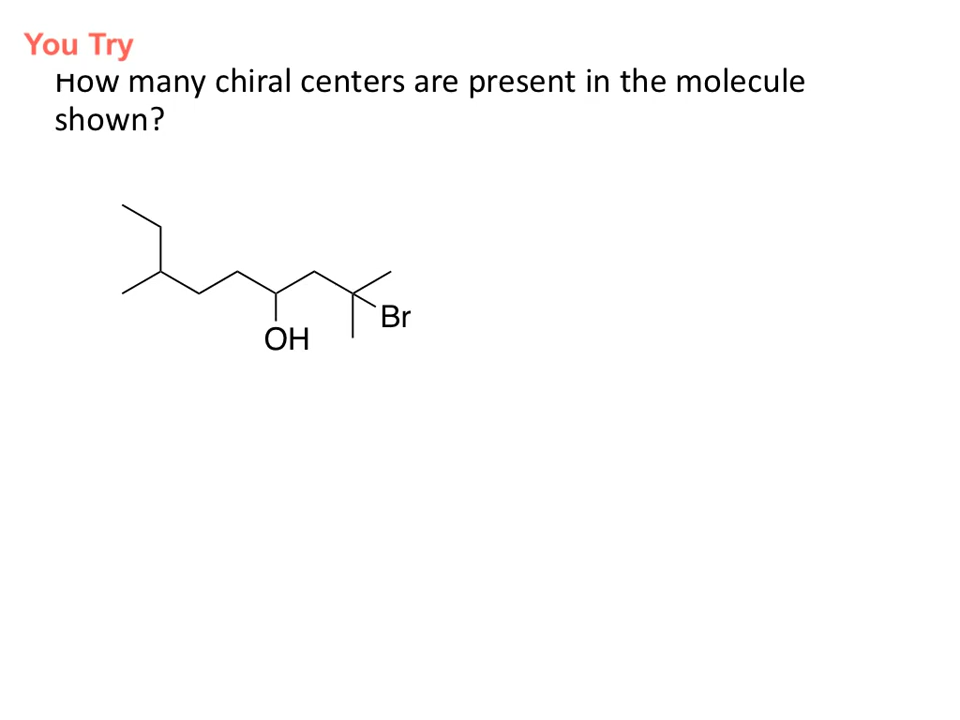 You Try
How many chiral centers are present in the molecule
shown?
Br
OH